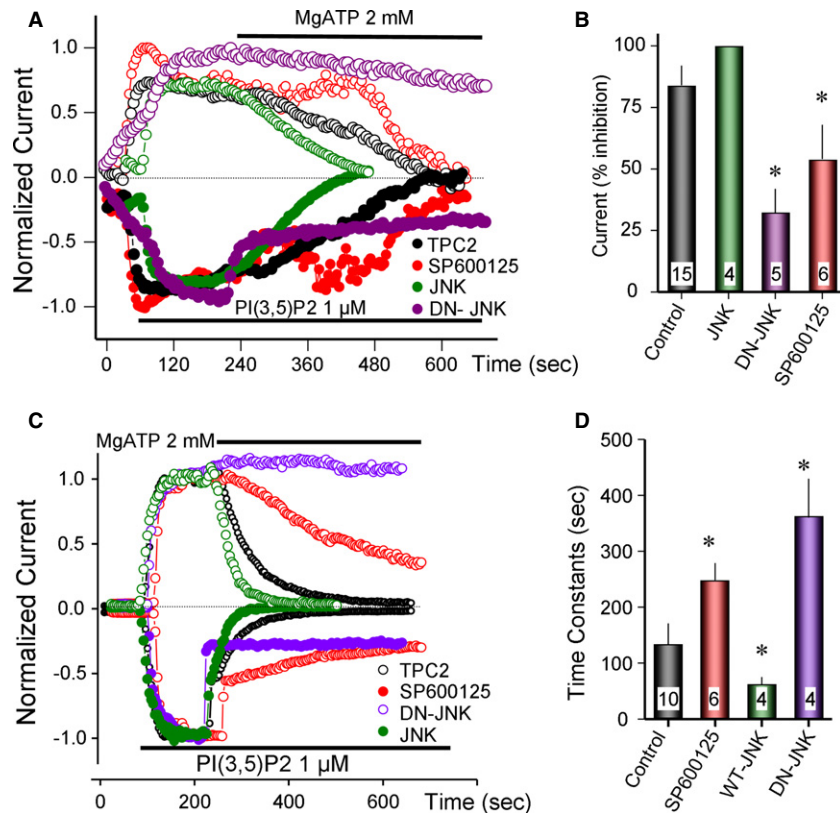 A
MgATP 2 mM
1.0
0.5
0.0
-0.5
-1.0
Normalized Current
TPC2
SP600125
JNK
DN- JNK
PI(3,5)P2 1 µM
0 120 240 360 480 600 Time (sec)
B
100
75
50
25
0
Current (% inhibition)
* *
15 4 5 6
Control JNK DN-JNK SP600125
C
MgATP 2 mM
1.0
0.5
0.0
-0.5
-1.0
Normalized Current
TPC2
SP600125
DN-JNK
JNK
PI(3,5)P2 1 µM
0 200 400 600 Time (sec)
D
500
400
300
200
100
0
Time Constants (sec)
* * *
10 6 4 4
Control SP600125 WT-JNK DN-JNK